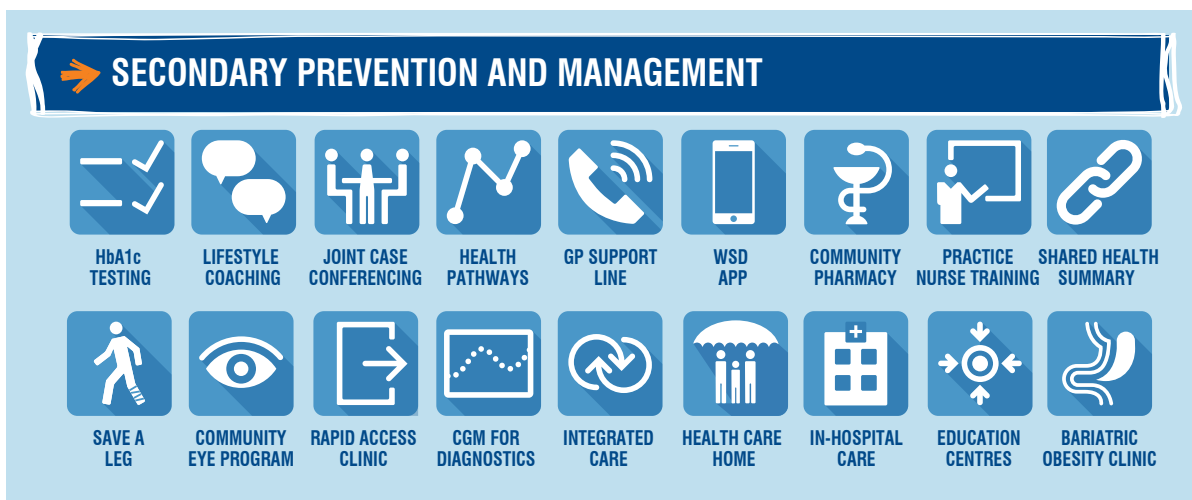 SECONDARY PREVENTION AND MANAGEMENT
HbA1c
TESTING
LIFESTYLE
COACHING
JOINT CASE
CONFERENCING
HEALTH
PATHWAYS
GP SUPPORT
LINE
WSD
APP
COMMUNITY
PHARMACY
PRACTICE
NURSE TRAINING
SHARED HEALTH
SUMMARY
SAVE A
LEG
COMMUNITY
EYE PROGRAM
RAPID ACCESS
CLINIC
CGM FOR
DIAGNOSTICS
INTEGRATED
CARE
HEALTH CARE
HOME
IN-HOSPITAL
CARE
EDUCATION
CENTRES
BARIATRIC
OBESITY CLINIC